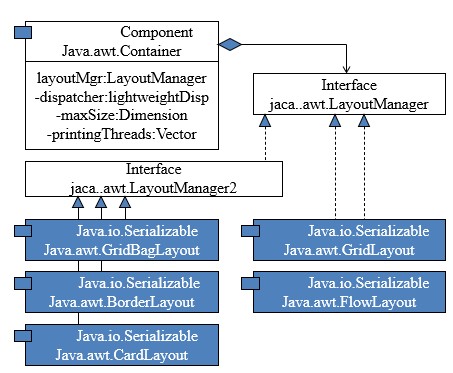 Component
Java.awt.Container
layoutMgr:LayoutManager
-dispatcher:lightweightDisp
-maxSize:Dimension
-printingThreads:Vector
Interface
jaca..awt.LayoutManager
Interface
jaca..awt.LayoutManager2
Java.io.Serializable
Java.awt.GridBagLayout
Java.io.Serializable
Java.awt.GridLayout
Java.io.Serializable
Java.awt.BorderLayout
Java.io.Serializable
Java.awt.FlowLayout
Java.io.Serializable
Java.awt.CardLayout